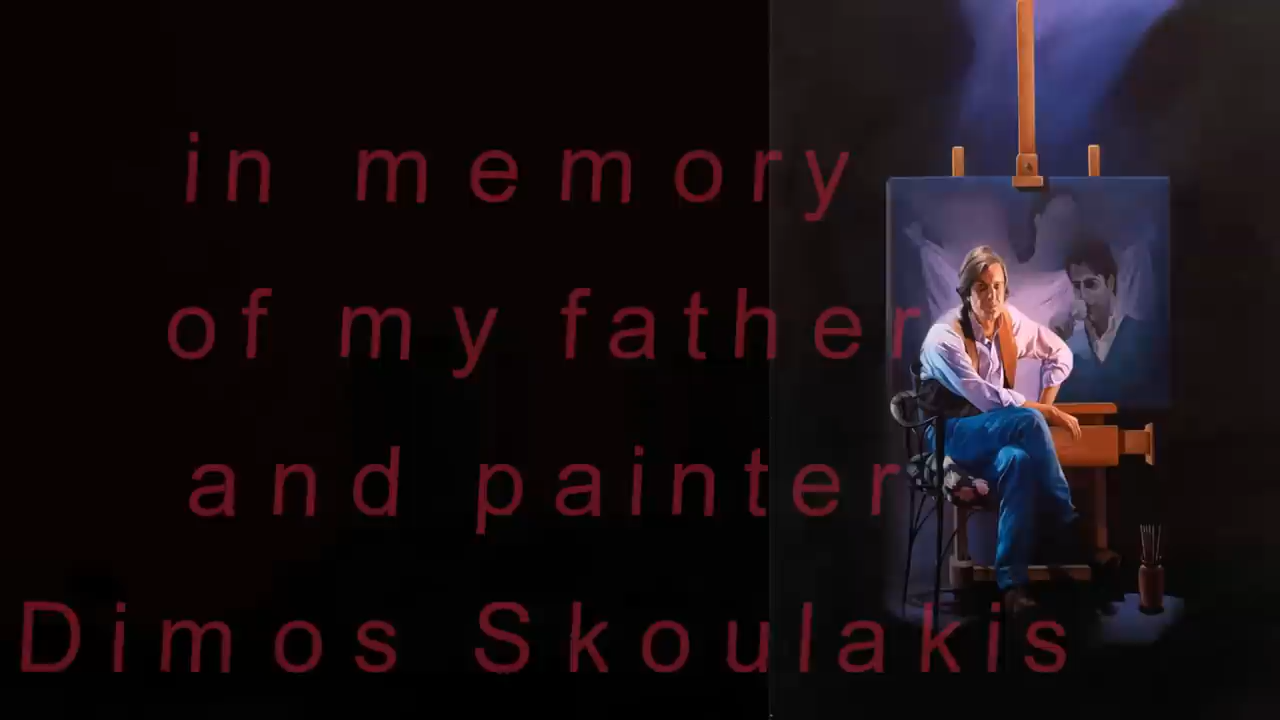 in memory
of my father
and painter
Dimos Skoulakis